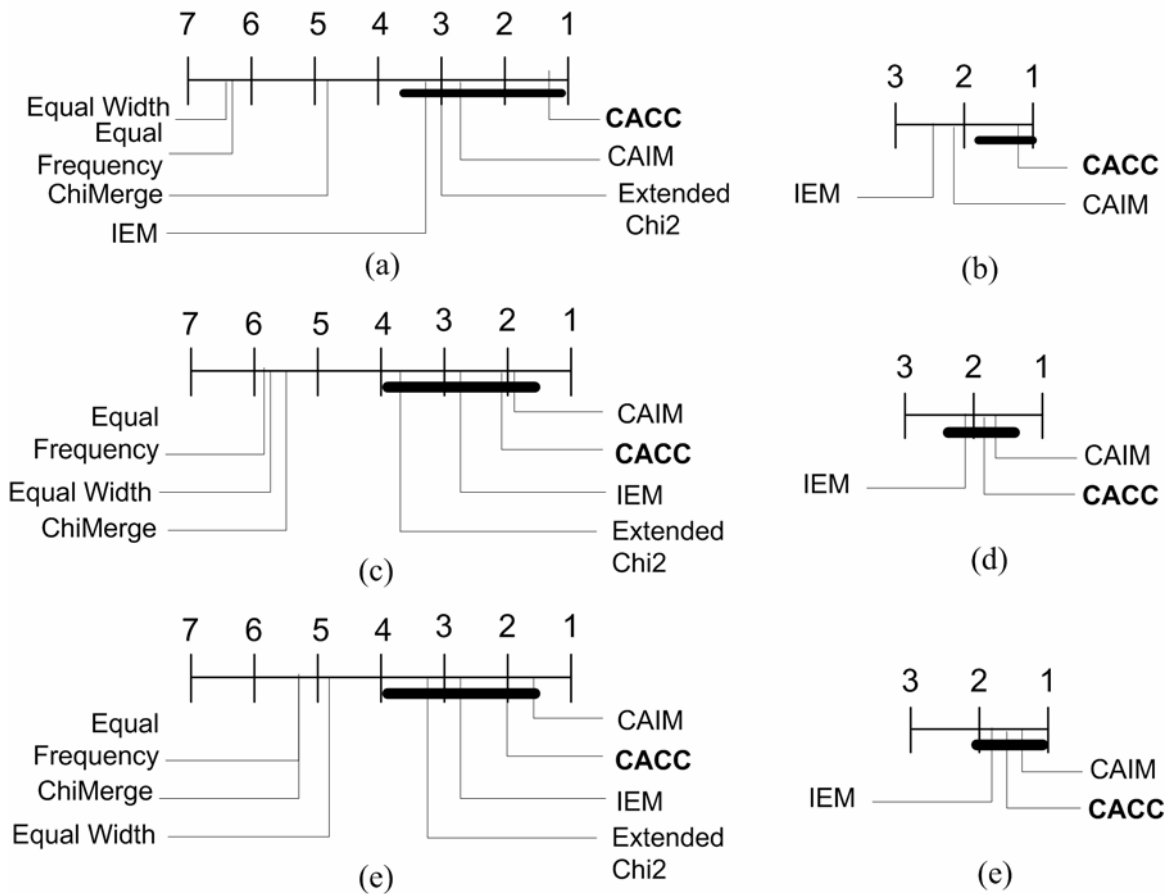 7 6 5 4 3 2 1
Equal Width
Equal
Frequency
ChiMerge
IEM
CACC
CAIM
Extended
Chi2
(a)
3 2 1
IEM
CACC
CAIM
(b)
7 6 5 4 3 2 1
Equal
Frequency
Equal Width
ChiMerge
CAIM
CACC
IEM
Extended
Chi2
(c)
3 2 1
IEM
CAIM
CACC
(d)
7 6 5 4 3 2 1
Equal
Frequency
ChiMerge
Equal Width
CAIM
CACC
IEM
Extended
Chi2
(e)
3 2 1
IEM
CAIM
CACC
(e)